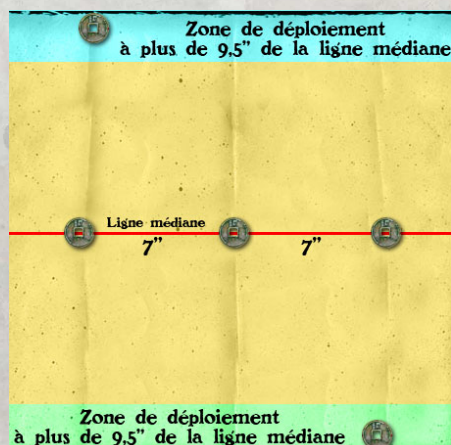 Zone de déploiement
à plus de 9,5” de la ligne médiane
Ligne médiane
7” 7”
Zone de déploiement
à plus de 9,5” de la ligne médiane